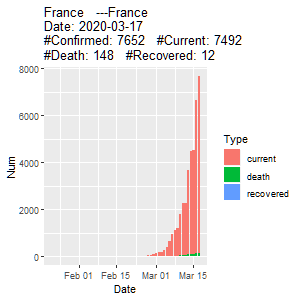 France   ---France
Date: 2020-03-17
#Confirmed: 7652   #Current: 7492
#Death: 148   #Recovered: 12
8000
6000
4000
2000
0
Num
Feb 01
Feb 15
Mar 01
Mar 15
Date
Type
current
death
recovered